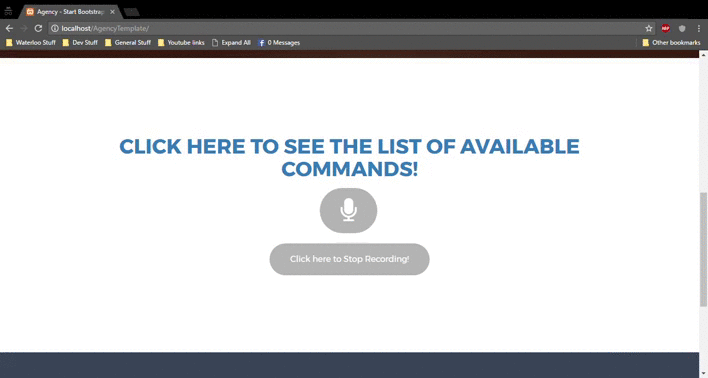 Agency - Start Bootstrap
localhost/AgencyTemplate/
Waterloo Stuff Dev Stuff General Stuff Youtube links Expand All 0 Messages Other bookmarks
CLICK HERE TO SEE THE LIST OF AVAILABLE
COMMANDS!
Click here to Stop Recording!